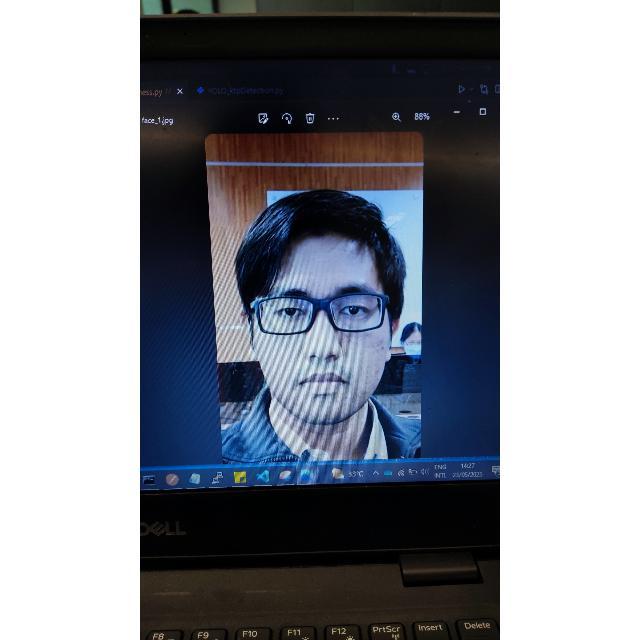 ness.py
YOLO_ktpDetection.py
face_1.jpg
88%
33°C
ENG
INTL
14:27
23/05/2023
DELL
F8
F9
F10
F11
F12
PrtScr
Insert
Delete